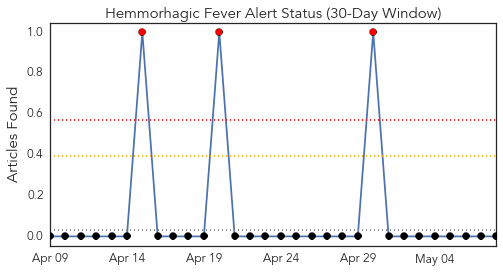 Hemmorhagic Fever Alert Status (30-Day Window)
Articles Found
1.0
0.8
0.6
0.4
0.2
0.0
Apr 09 Apr 14 Apr 19 Apr 24 Apr 29 May 04